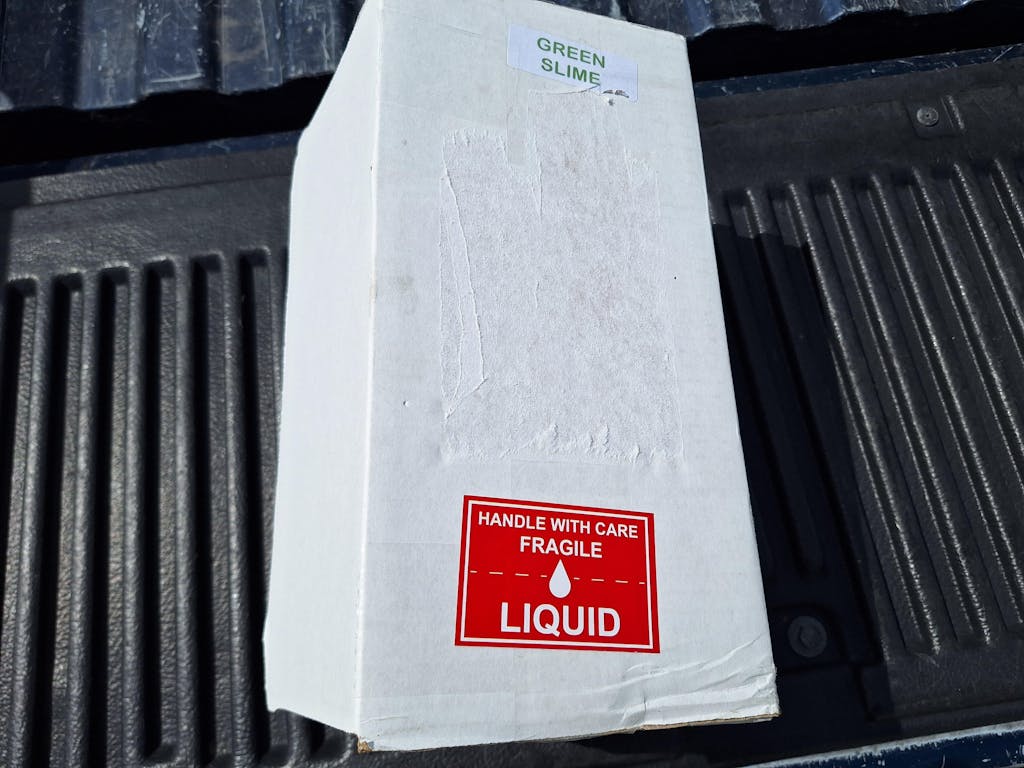 GREEN
SLIME
HANDLE WITH CARE
FRAGILE
LIQUID